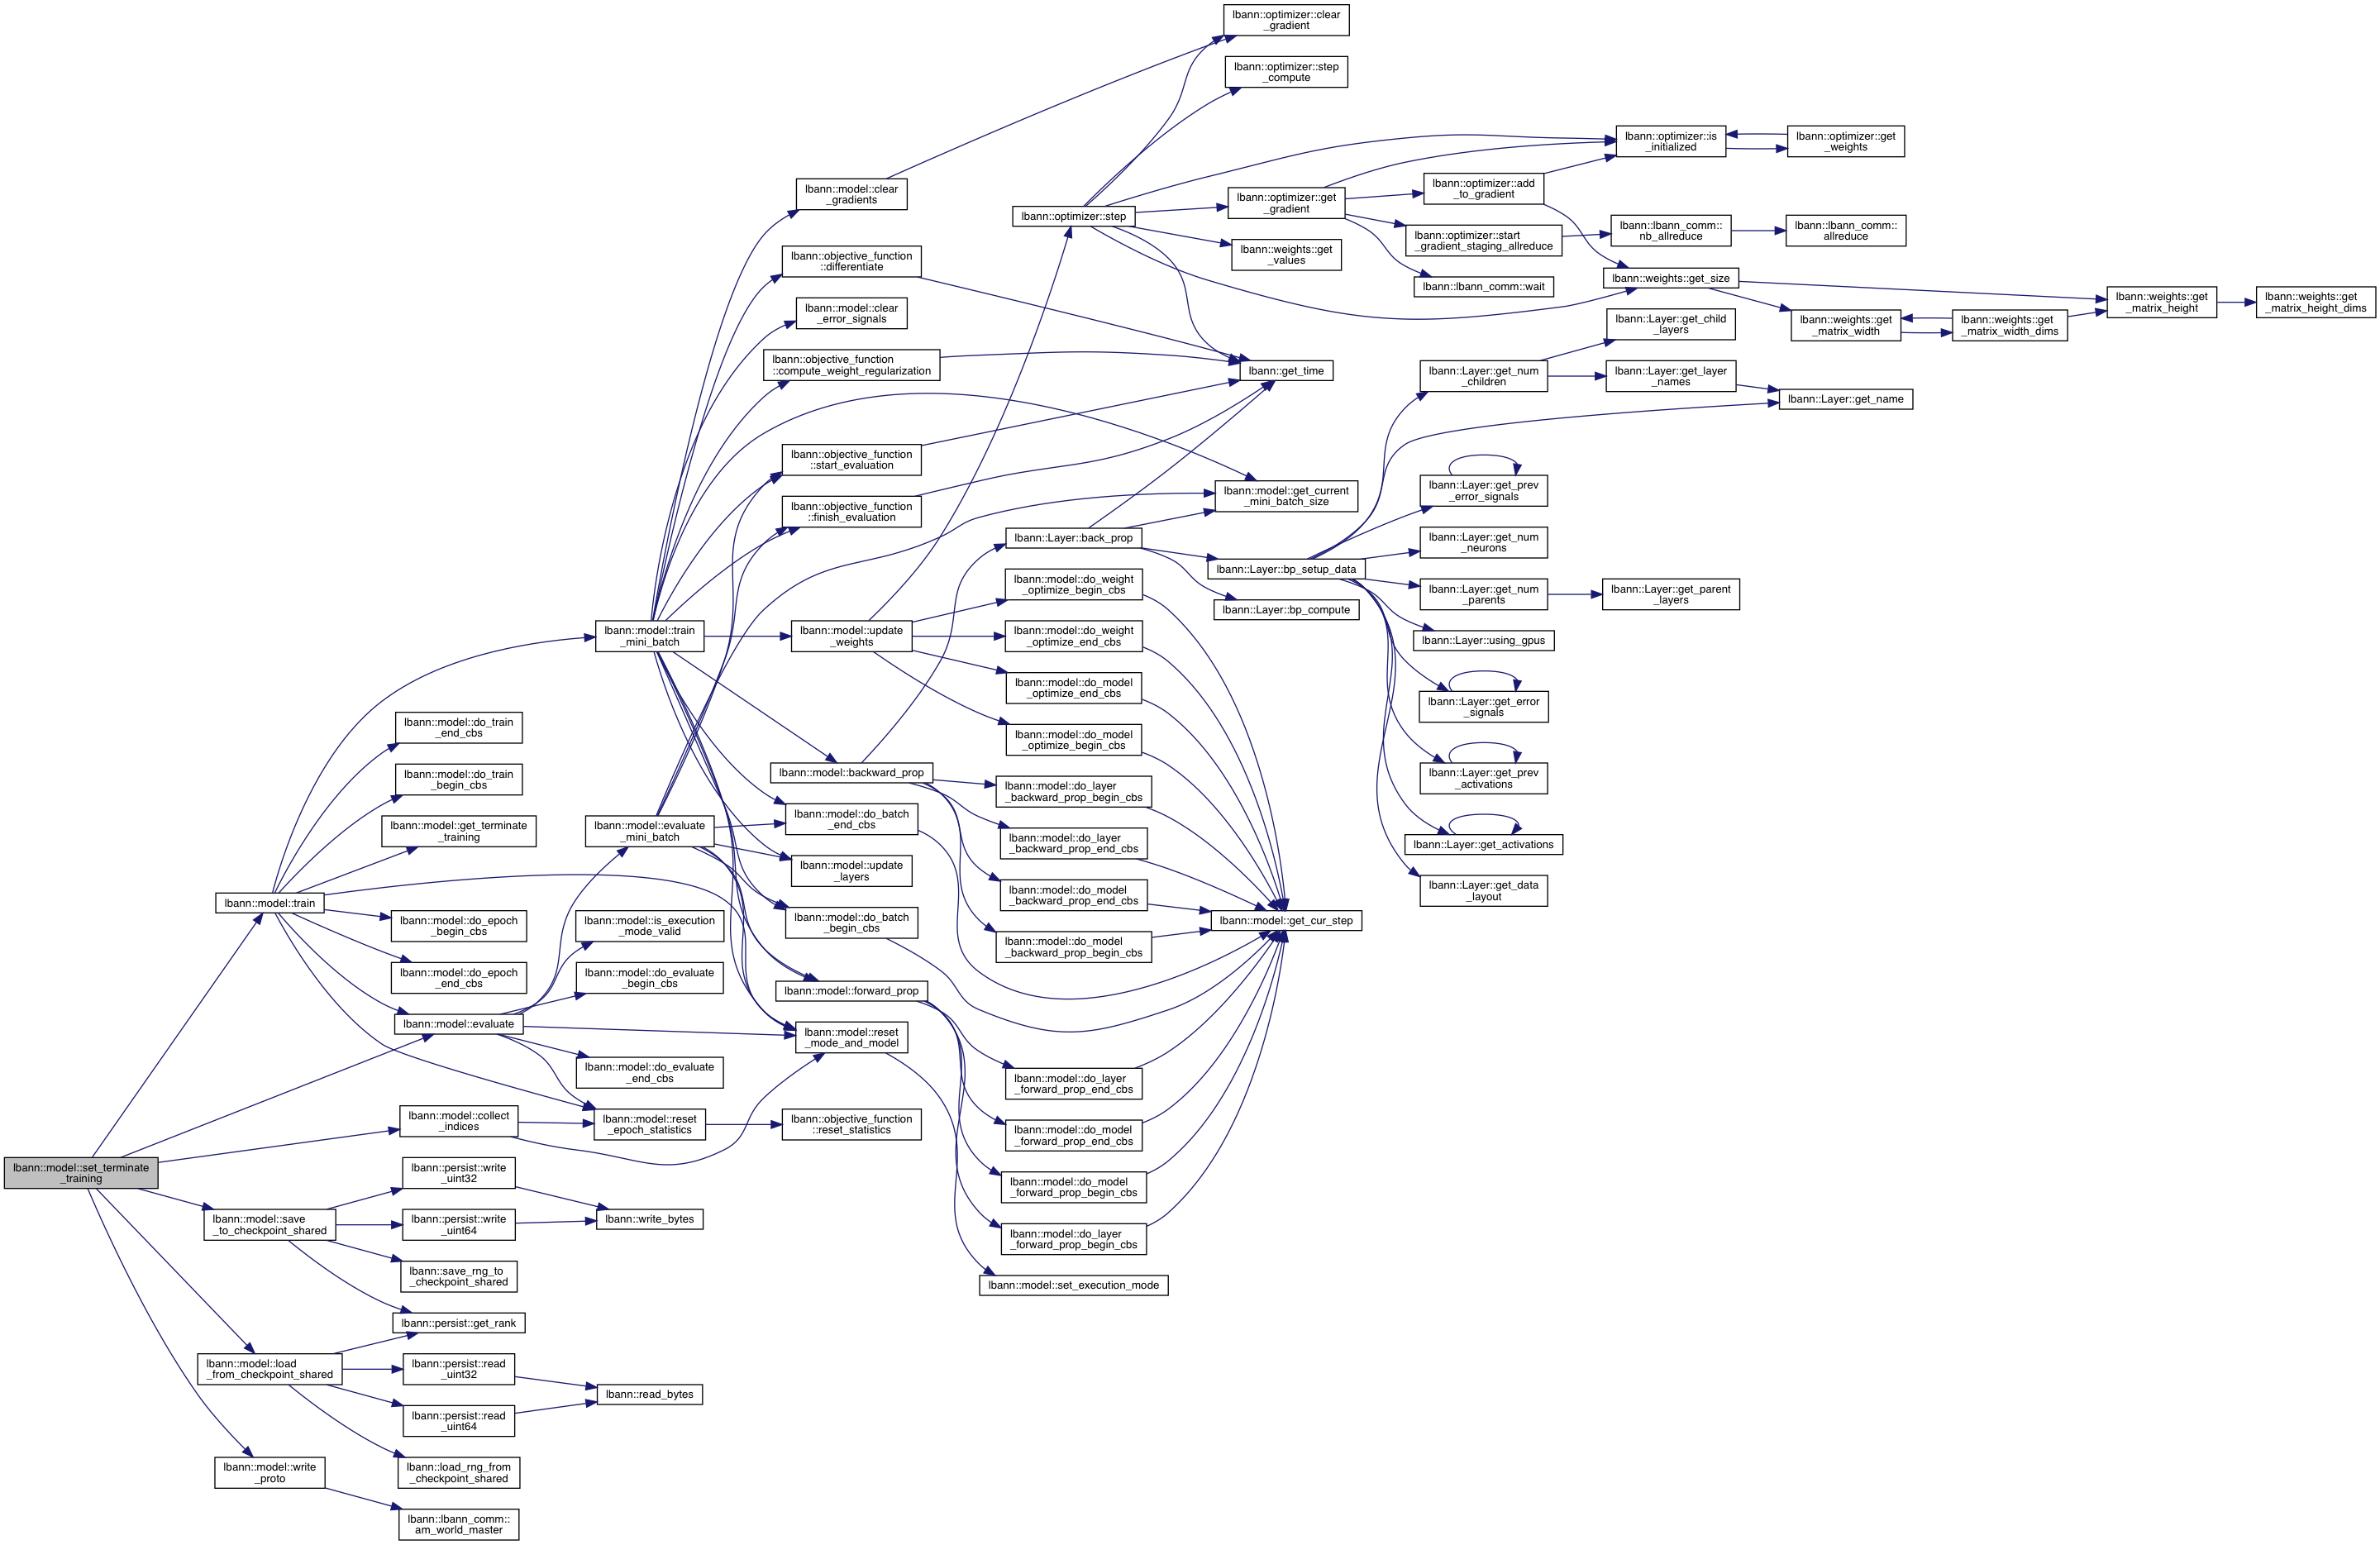 lbann::optimizer::clear
_gradient
lbann::optimizer::step
_compute
lbann::optimizer::is
_initialized
lbann::optimizer::get
_weights
lbann::model::clear
_gradients
lbann::optimizer::step
lbann::optimizer::get
_gradient
lbann::optimizer::add
_to_gradient
lbann::optimizer::start
_gradient_staging_allreduce
lbann::lbann_comm::
nb_allreduce
lbann::lbann_comm::
allreduce
lbann::objective_function
::differentiate
lbann::weights::get
_values
lbann::lbann_comm::wait
lbann::weights::get_size
lbann::weights::get
_matrix_width
lbann::weights::get
_matrix_width_dims
lbann::weights::get
_matrix_height
lbann::weights::get
_matrix_height_dims
lbann::model::clear
_error_signals
lbann::objective_function
::compute_weight_regularization
lbann::get_time
lbann::Layer::get_child
_layers
lbann::Layer::get_num
_children
lbann::Layer::get_layer
_names
lbann::Layer::get_name
lbann::objective_function
::start_evaluation
lbann::objective_function
::finish_evaluation
lbann::model::get_current
_mini_batch_size
lbann::Layer::get_prev
_error_signals
lbann::Layer::back_prop
lbann::Layer::bp_setup_data
lbann::Layer::get_num
_neurons
lbann::Layer::get_num
_parents
lbann::Layer::get_parent
_layers
lbann::model::do_weight
_optimize_begin_cbs
lbann::Layer::bp_compute
lbann::model::train
_mini_batch
lbann::model::update
_weights
lbann::model::do_weight
_optimize_end_cbs
lbann::Layer::using_gpus
lbann::model::do_model
_optimize_end_cbs
lbann::Layer::get_error
_signals
lbann::model::do_train
_end_cbs
lbann::model::do_model
_optimize_begin_cbs
lbann::model::do_train
_begin_cbs
lbann::model::backward_prop
lbann::model::do_layer
_backward_prop_begin_cbs
lbann::Layer::get_prev
_activations
lbann::model::get_terminate
_training
lbann::model::evaluate
_mini_batch
lbann::model::do_batch
_end_cbs
lbann::model::do_layer
_backward_prop_end_cbs
lbann::Layer::get_activations
lbann::model::update
_layers
lbann::model::do_model
_backward_prop_end_cbs
lbann::Layer::get_data
_layout
lbann::model::train
lbann::model::do_epoch
_begin_cbs
lbann::model::is_execution
_mode_valid
lbann::model::do_batch
_begin_cbs
lbann::model::get_cur_step
lbann::model::do_model
_backward_prop_begin_cbs
lbann::model::do_epoch
_end_cbs
lbann::model::do_evaluate
_begin_cbs
lbann::model::forward_prop
lbann::model::evaluate
lbann::model::reset
_mode_and_model
lbann::model::do_evaluate
_end_cbs
lbann::model::do_layer
_forward_prop_end_cbs
lbann::model::collect
_indices
lbann::model::reset
_epoch_statistics
lbann::objective_function
::reset_statistics
lbann::model::do_model
_forward_prop_end_cbs
lbann::model::set_terminate
_training
lbann::persist::write
_uint32
lbann::model::do_model
_forward_prop_begin_cbs
lbann::model::save
_to_checkpoint_shared
lbann::persist::write
_uint64
lbann::write_bytes
lbann::model::do_layer
_forward_prop_begin_cbs
lbann::save_rng_to
_checkpoint_shared
lbann::model::set_execution_mode
lbann::persist::get_rank
lbann::model::load
_from_checkpoint_shared
lbann::persist::read
_uint32
lbann::read_bytes
lbann::persist::read
_uint64
lbann::model::write
_proto
lbann::load_rng_from
_checkpoint_shared
lbann::lbann_comm::
am_world_master